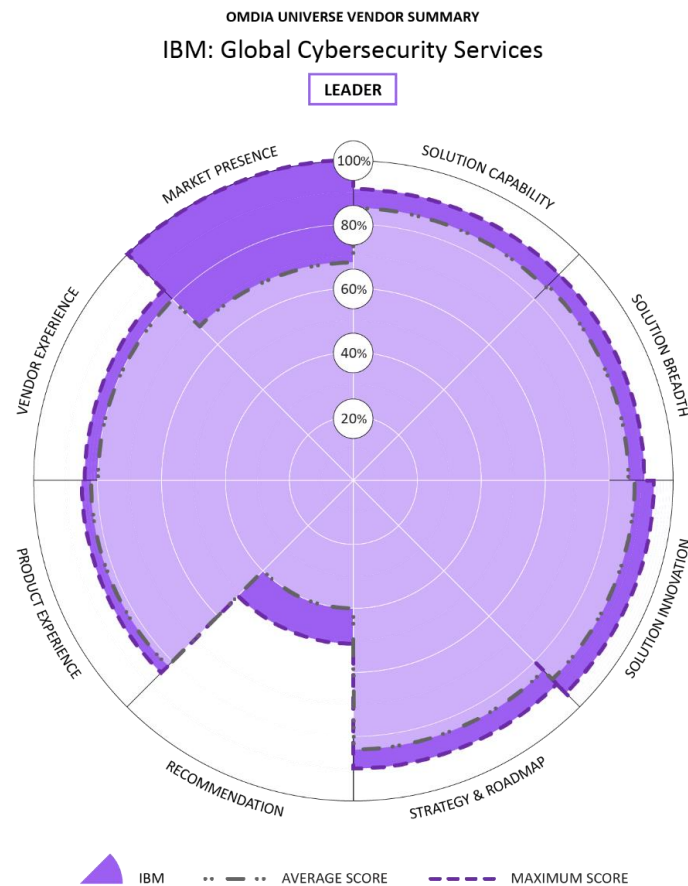 OMDIA UNIVERSE VENDOR SUMMARY
IBM: Global Cybersecurity Services
LEADER
MARKET PRESENCE
100%
SOLUTION CAPABILITY
80%
60%
40%
20%
VENDOR EXPERIENCE
SOLUTION BREADTH
PRODUCT EXPERIENCE
SOLUTION INNOVATION
RECOMMENDATION
STRATEGY & ROADMAP
IBM
AVERAGE SCORE
MAXIMUM SCORE